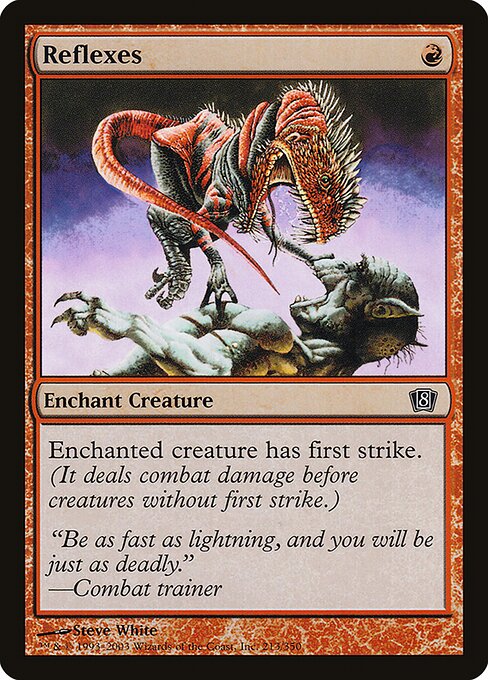 Reflexes
Enchant Creature
8
Enchanted creature has first strike.
(It deals combat damage before
creatures without first strike.)
“Be as fast as lightning, and you will be
just as deadly.”
—Combat trainer
Steve White
™ & © 1993–2003 Wizards of the Coast, Inc. 213/350